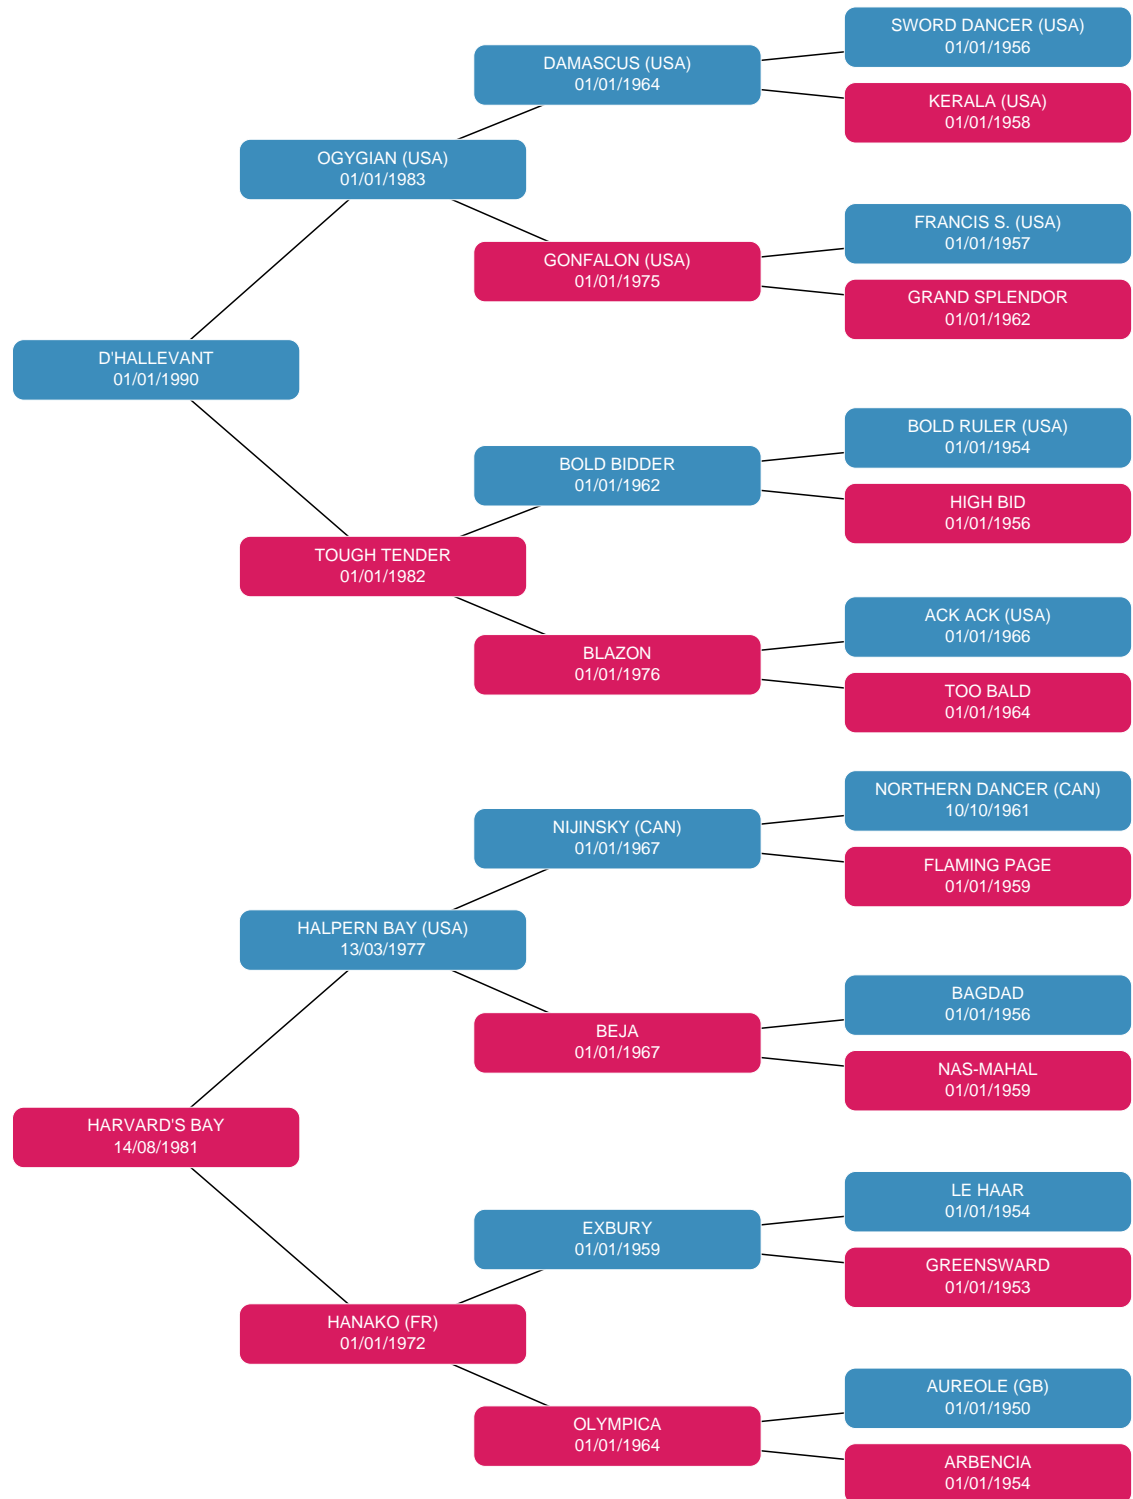 SWORD DANCER (USA)
01/01/1956
DAMASCUS (USA)
01/01/1964
KERALA (USA)
01/01/1958
OGYGIAN (USA)
01/01/1983
FRANCIS S. (USA)
01/01/1957
GONFALON (USA)
01/01/1975
GRAND SPLENDOR
01/01/1962
D'HALLEVANT
01/01/1990
BOLD RULER (USA)
01/01/1954
BOLD BIDDER
01/01/1962
HIGH BID
01/01/1956
TOUGH TENDER
01/01/1982
ACK ACK (USA)
01/01/1966
BLAZON
01/01/1976
TOO BALD
01/01/1964
NORTHERN DANCER (CAN)
10/10/1961
NIJINSKY (CAN)
01/01/1967
FLAMING PAGE
01/01/1959
HALPERN BAY (USA)
13/03/1977
BAGDAD
01/01/1956
BEJA
01/01/1967
NAS-MAHAL
01/01/1959
HARVARD'S BAY
14/08/1981
LE HAAR
01/01/1954
EXBURY
01/01/1959
GREENSWARD
01/01/1953
HANAKO (FR)
01/01/1972
AUREOLE (GB)
01/01/1950
OLYMPICA
01/01/1964
ARBENCIA
01/01/1954